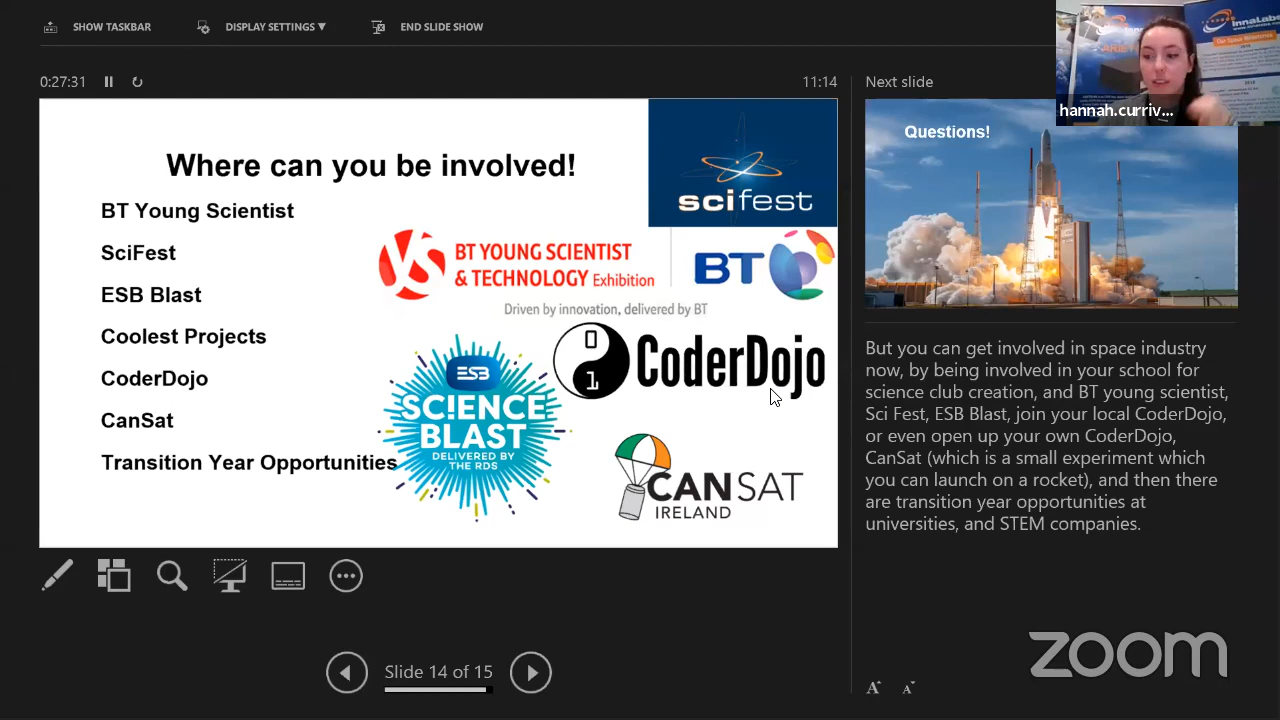 SHOW TASKBAR
DISPLAY SETTINGS ▼
END SLIDE SHOW
0:27:31
11:14
Next slide
hannah.curriv...
Where can you be involved!
BT Young Scientist
SciFest
ESB Blast
Coolest Projects
CoderDojo
CanSat
Transition Year Opportunities
scifest
YS
BT YOUNG SCIENTIST
& TECHNOLOGY Exhibition
BT
Driven by innovation, delivered by BT
0
1
CoderDojo
ESB
SC!ENCE
BLAST
DELIVERED BY
THE RDS
CANSAT
IRELAND
Questions!
But you can get involved in space industry
now, by being involved in your school for
science club creation, and BT young scientist,
Sci Fest, ESB Blast, join your local CoderDojo,
or even open up your own CoderDojo,
CanSat (which is a small experiment which
you can launch on a rocket), and then there
are transition year opportunities at
universities, and STEM companies.
Slide 14 of 15
A
A
zoom